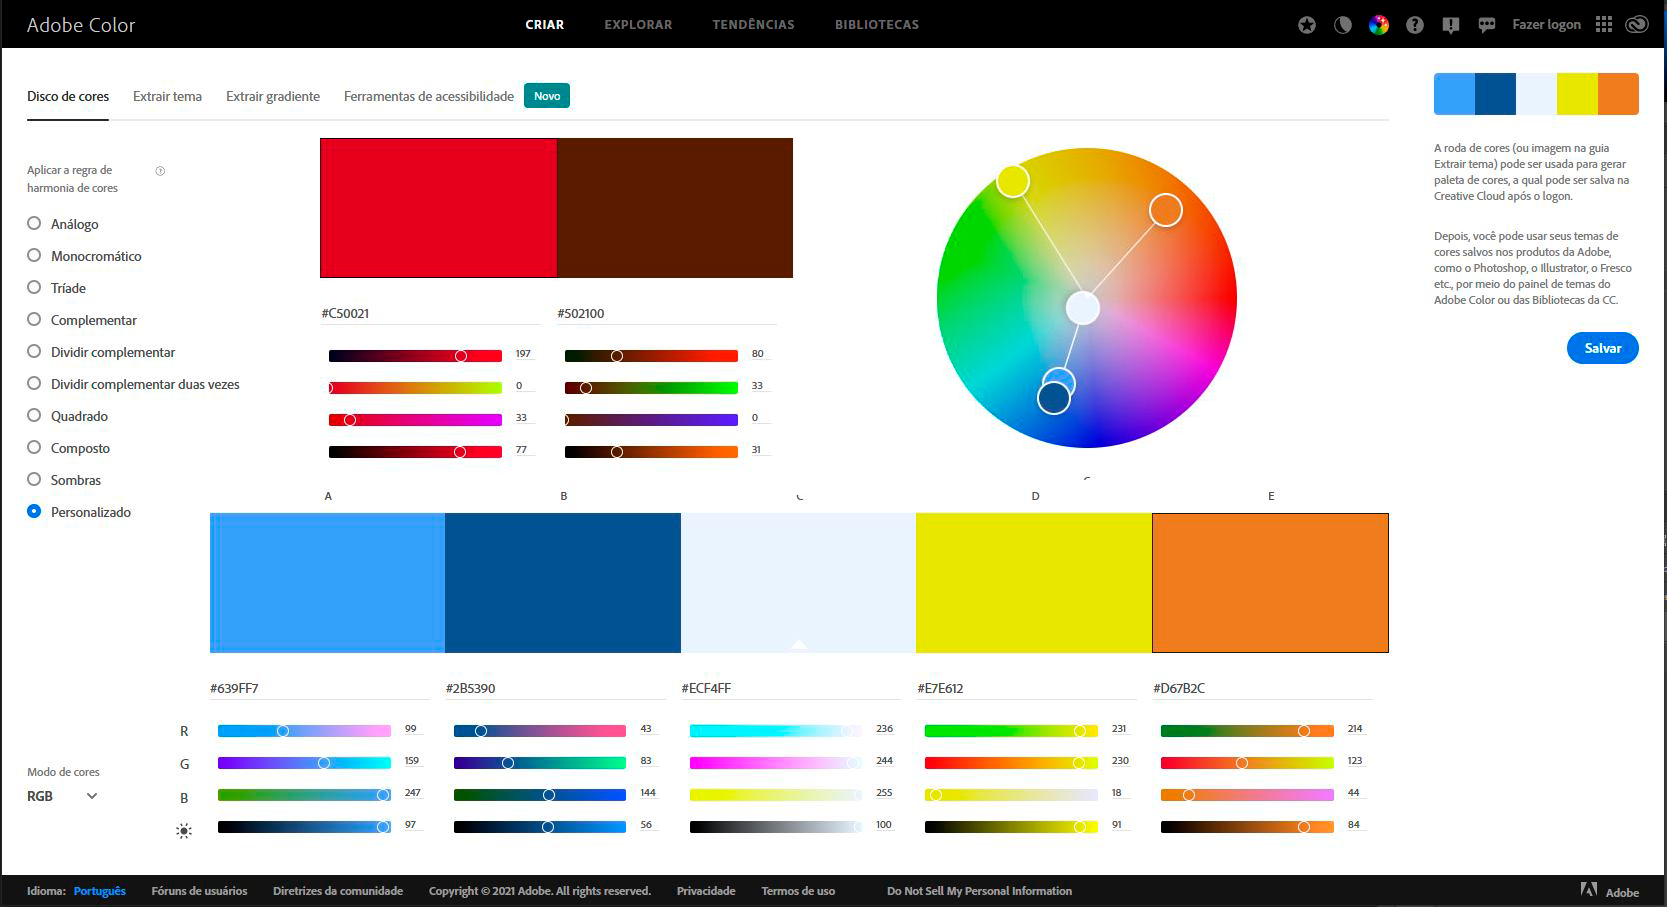 Adobe Color
CRIAR EXPLORAR TENDÊNCIAS BIBLIOTECAS
Fazer logon
Disco de cores Extrair tema Extrair gradiente Ferramentas de acessibilidade Novo
Aplicar a regra de
harmonia de cores
Análogo
Monocromático
Tríade
Complementar
Dividir complementar
Dividir complementar duas vezes
Quadrado
Composto
Sombras
Personalizado
#C50021 #502100
197 80
0 33
33 0
77 31
A roda de cores (ou imagem na guia
Extrair tema) pode ser usada para gerar
paleta de cores, a qual pode ser salva na
Creative Cloud após o logon.
Depois, você pode usar seus temas de
cores salvos nos produtos da Adobe,
como o Photoshop, o Illustrator, o Fresco
etc., por meio do painel de temas do
Adobe Color ou das Bibliotecas da CC.
Salvar
A B D E
#639FF7 #2B5390 #ECF4FF #E7E612 #D67B2C
R 99 43 236 231 214
G 159 83 244 230 123
B 247 144 255 18 44
97 56 100 91 84
Modo de cores
RGB
Idioma: Português Fóruns de usuários Diretrizes da comunidade Copyright © 2021 Adobe. All rights reserved. Privacidade Termos de uso Do Not Sell My Personal Information Adobe